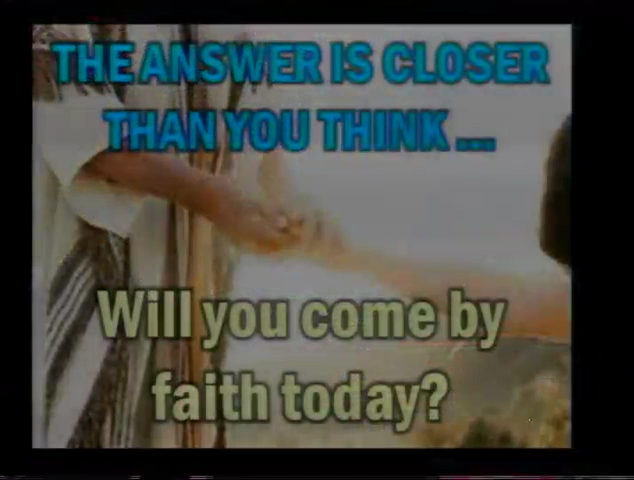 THE ANSWER IS CLOSER
THAN YOU THINK ....
Will you come by
faith today?